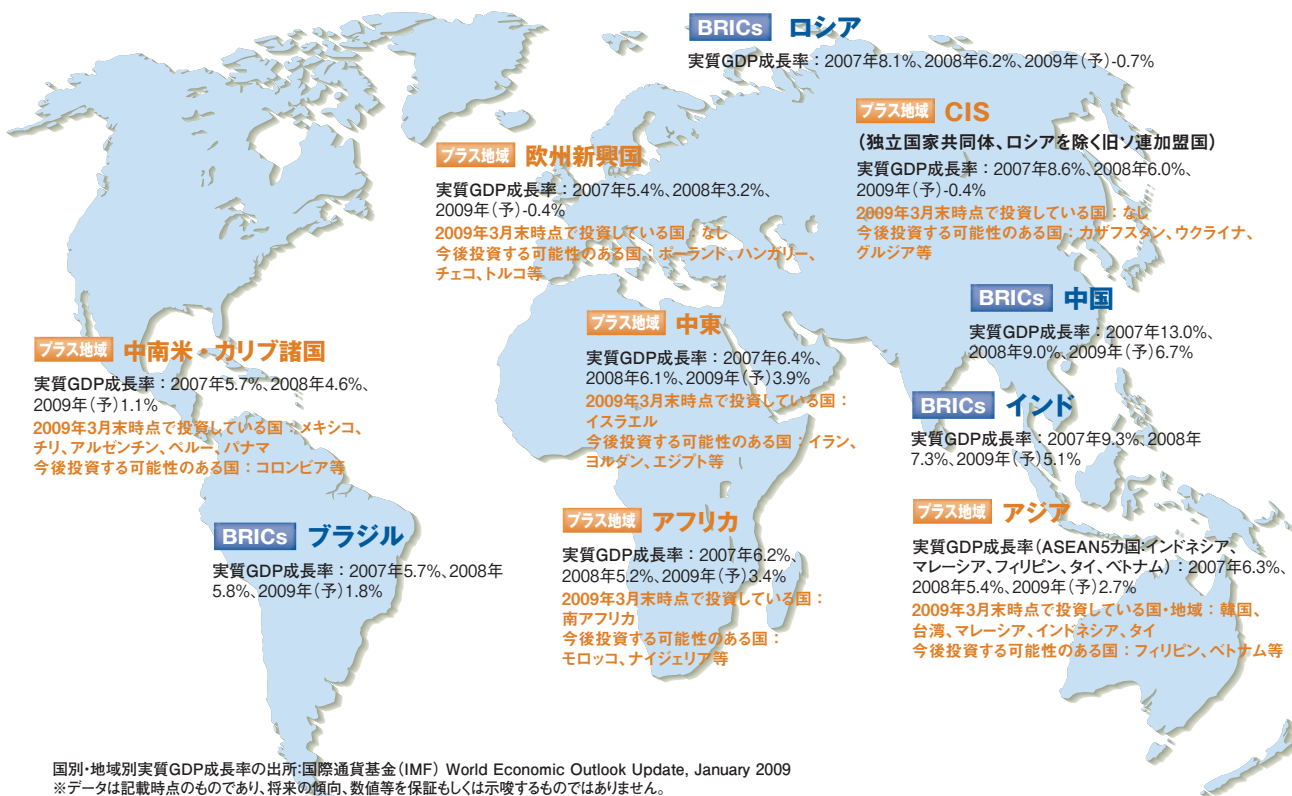 BRICs ロシア
実質GDP成長率：2007年8.1%、2008年6.2%、2009年(予)-0.7%
プラス地域 CIS
(独立国家共同体、ロシアを除く旧ソ連加盟国)
実質GDP成長率：2007年8.6%、2008年6.0%、
2009年(予)-0.4%
2009年3月末時点で投資している国：なし
今後投資する可能性のある国：カザフスタン、ウクライナ、
グルジア等
プラス地域 欧州新興国
実質GDP成長率：2007年5.4%、2008年3.2%、
2009年(予)-0.4%
2009年3月末時点で投資している国：なし
今後投資する可能性のある国：ポーランド、ハンガリー、
チェコ、トルコ等
BRICs 中国
実質GDP成長率：2007年13.0%、
2008年9.0%、2009年(予)6.7%
プラス地域 中東
実質GDP成長率：2007年6.4%、
2008年6.1%、2009年(予)3.9%
2009年3月末時点で投資している国：
イスラエル
今後投資する可能性のある国：イラン、
ヨルダン、エジプト等
プラス地域 中南米・カリブ諸国
実質GDP成長率：2007年5.7%、2008年4.6%、
2009年(予)1.1%
2009年3月末時点で投資している国：メキシコ、
チリ、アルゼンチン、ペルー、パナマ
今後投資する可能性のある国：コロンビア等
BRICs インド
実質GDP成長率：2007年9.3%、2008年
7.3%、2009年(予)5.1%
BRICs ブラジル
実質GDP成長率：2007年5.7%、2008年
5.8%、2009年(予)1.8%
プラス地域 アフリカ
実質GDP成長率：2007年6.2%、
2008年5.2%、2009年(予)3.4%
2009年3月末時点で投資している国：
南アフリカ
今後投資する可能性のある国：
モロッコ、ナイジェリア等
プラス地域 アジア
実質GDP成長率(ASEAN5カ国:インドネシア、
マレーシア、フィリピン、タイ、ベトナム)：2007年6.3%、
2008年5.4%、2009年(予)2.7%
2009年3月末時点で投資している国・地域：韓国、
台湾、マレーシア、インドネシア、タイ
今後投資する可能性のある国：フィリピン、ベトナム等
国別・地域別実質GDP成長率の出所:国際通貨基金(IMF) World Economic Outlook Update, January 2009
※データは記載時点のものであり、将来の傾向、数値等を保証もしくは示唆するものではありません。